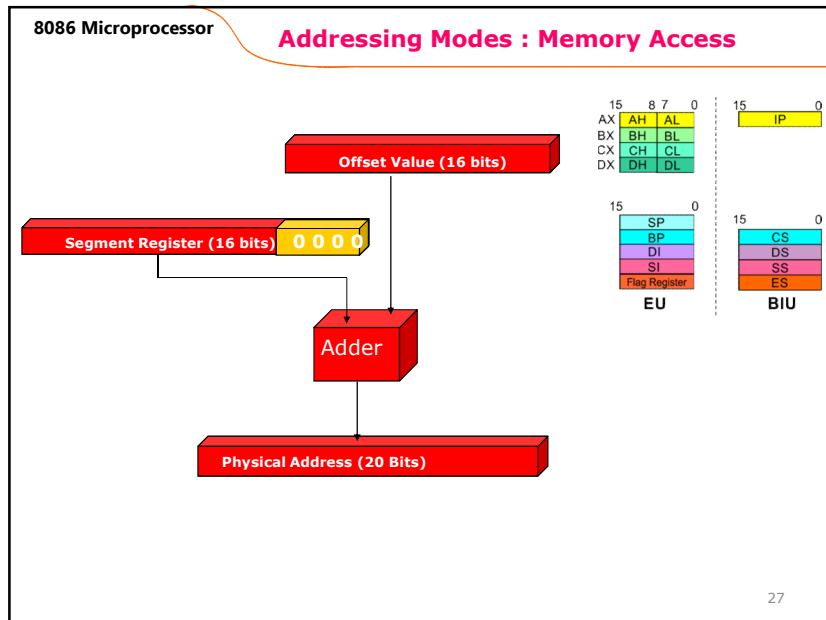 8086 Microprocessor
Addressing Modes : Memory Access
Offset Value (16 bits)
Segment Register (16 bits) 0 0 0 0
Adder
Physical Address (20 Bits)
15 8 7 0
AX AH AL
BX BH BL
CX CH CL
DX DH DL
15 0
IP
15 0
SP
BP
DI
SI
Flag Register
EU
15 0
CS
DS
SS
ES
BIU
27